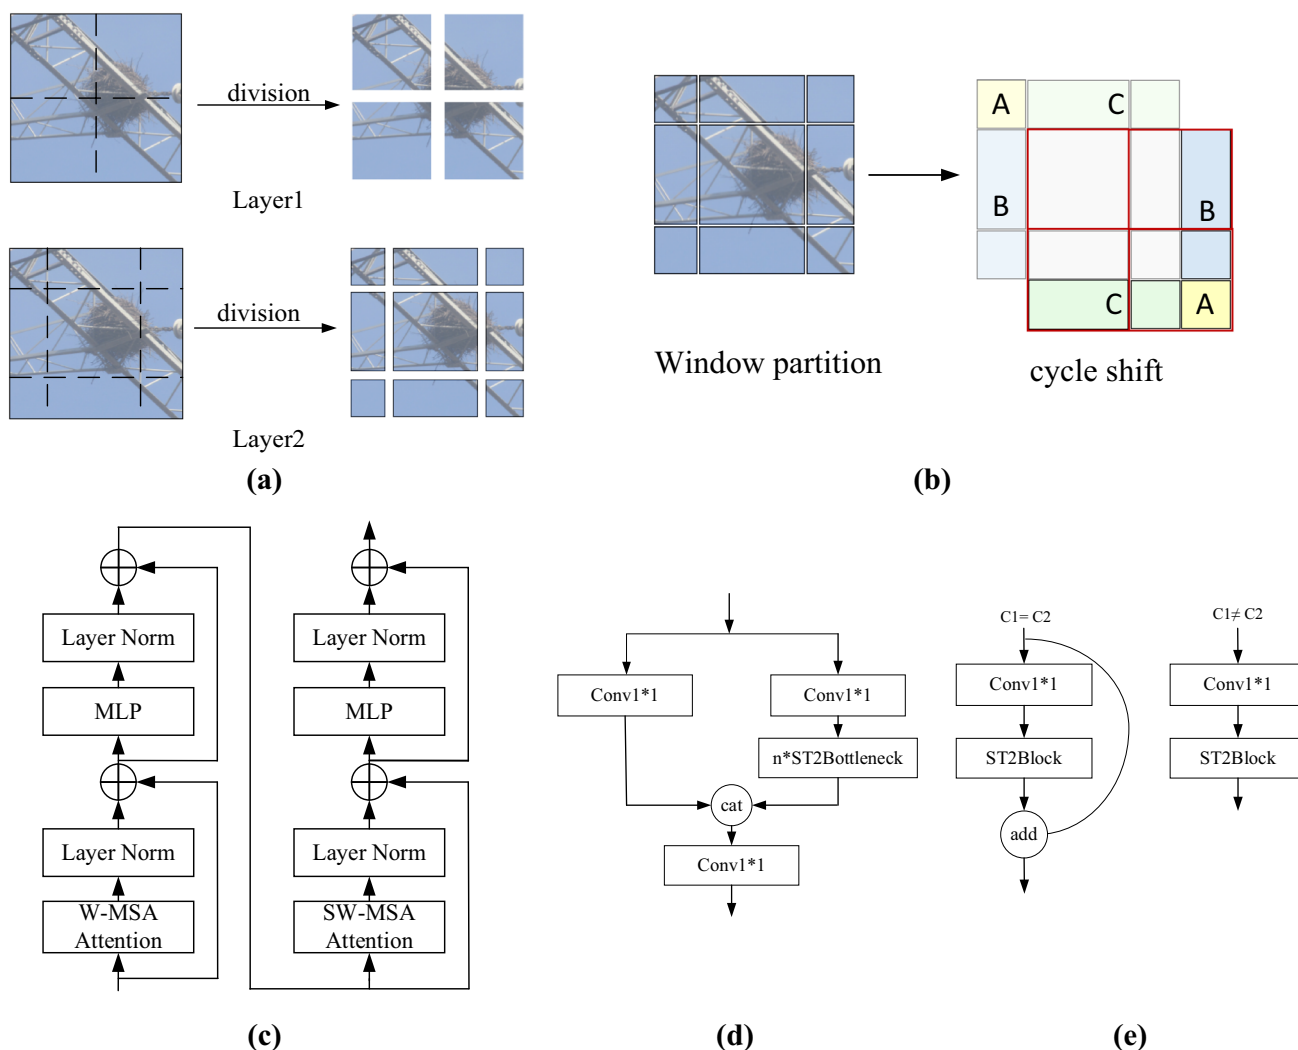 division
Layer1
division
Layer2
(a)
A
C
B
B
C
A
Window partition
cycle shift
(b)
Layer Norm
MLP
Layer Norm
W-MSA
Attention
Layer Norm
MLP
Layer Norm
SW-MSA
Attention
(c)
Conv1*1
Conv1*1
n*ST2Bottleneck
cat
Conv1*1
(d)
C1= C2
Conv1*1
ST2Block
add
C1≠ C2
Conv1*1
ST2Block
(e)